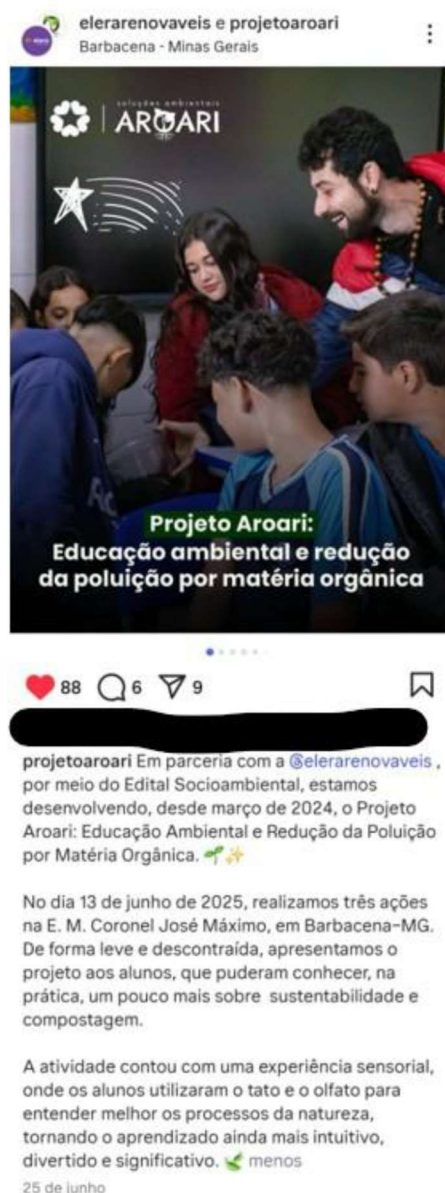 elerarenovaveis e projetoaroari
Barbacena - Minas Gerais
elera
soluções ambientais
AROARI
Projeto Aroari:
Educação ambiental e redução
da poluição por matéria orgânica
88 6 9
projetoaroari Em parceria com a @elerarenovaveis ,
por meio do Edital Socioambiental, estamos
desenvolvendo, desde março de 2024, o Projeto
Aroari: Educação Ambiental e Redução da Poluição
por Matéria Orgânica. 🌱✨
No dia 13 de junho de 2025, realizamos três ações
na E. M. Coronel José Máximo, em Barbacena-MG.
De forma leve e descontraída, apresentamos o
projeto aos alunos, que puderam conhecer, na
prática, um pouco mais sobre sustentabilidade e
compostagem.
A atividade contou com uma experiência sensorial,
onde os alunos utilizaram o tato e o olfato para
entender melhor os processos da natureza,
tornando o aprendizado ainda mais intuitivo,
divertido e significativo. 🌿 menos
25 de junho